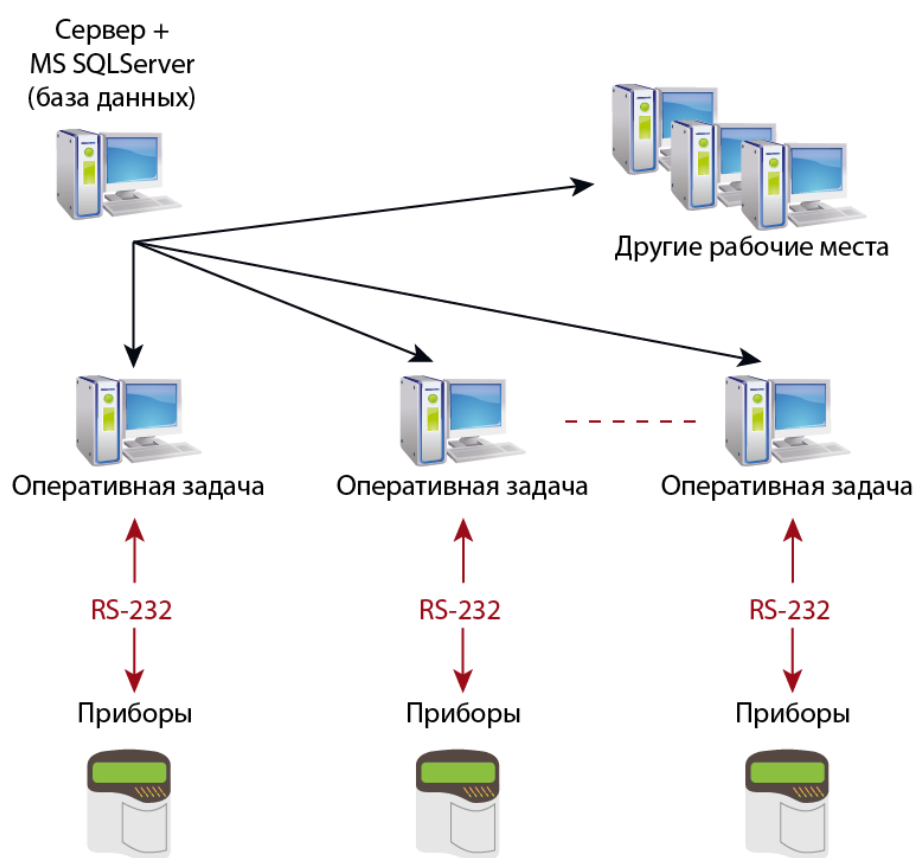 Сервер +
MS SQLServer
(база данных)
Другие рабочие места
Оперативная задача
Оперативная задача
Оперативная задача
RS-232
RS-232
RS-232
Приборы
Приборы
Приборы